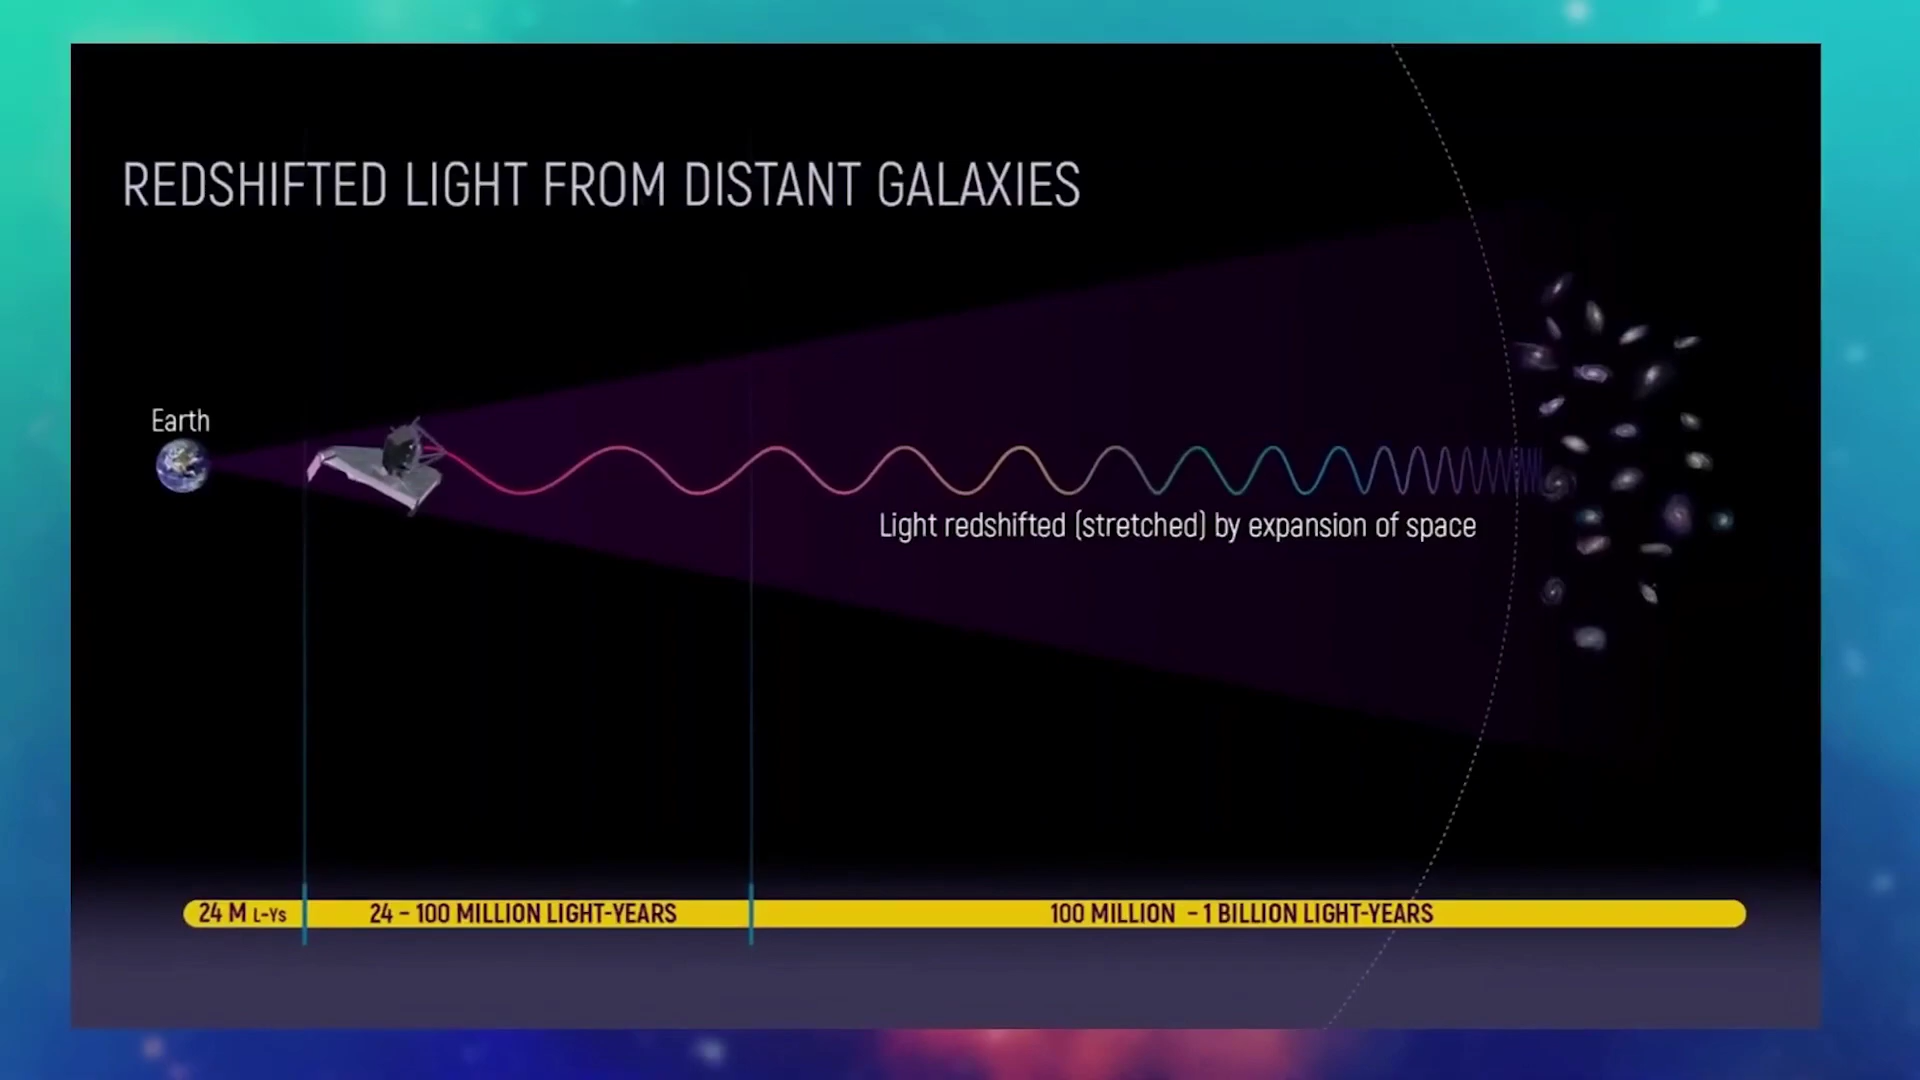 REDSHIFTED LIGHT FROM DISTANT GALAXIES
Earth
Light redshifted (stretched) by expansion of space
24 M L-Ys
24 – 100 MILLION LIGHT-YEARS
100 MILLION – 1 BILLION LIGHT-YEARS